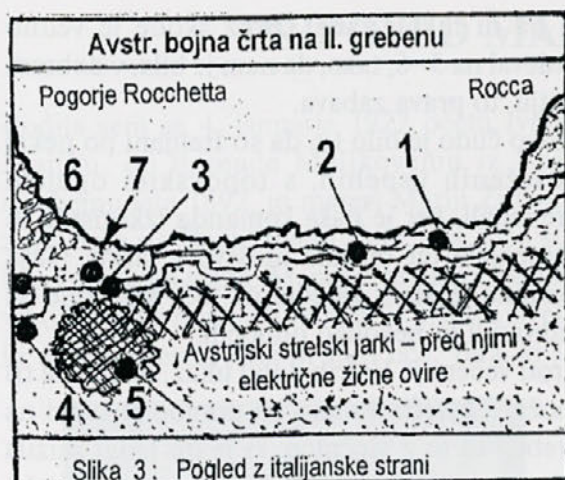 Avstr. bojna črta na II. grebenu
Pogorje Rocchetta
Rocca
6
7
3
2
1
Avstrijski strelski jarki – pred njimi
električne žične ovire
4
5
Slika 3: Pogled z italijanske strani